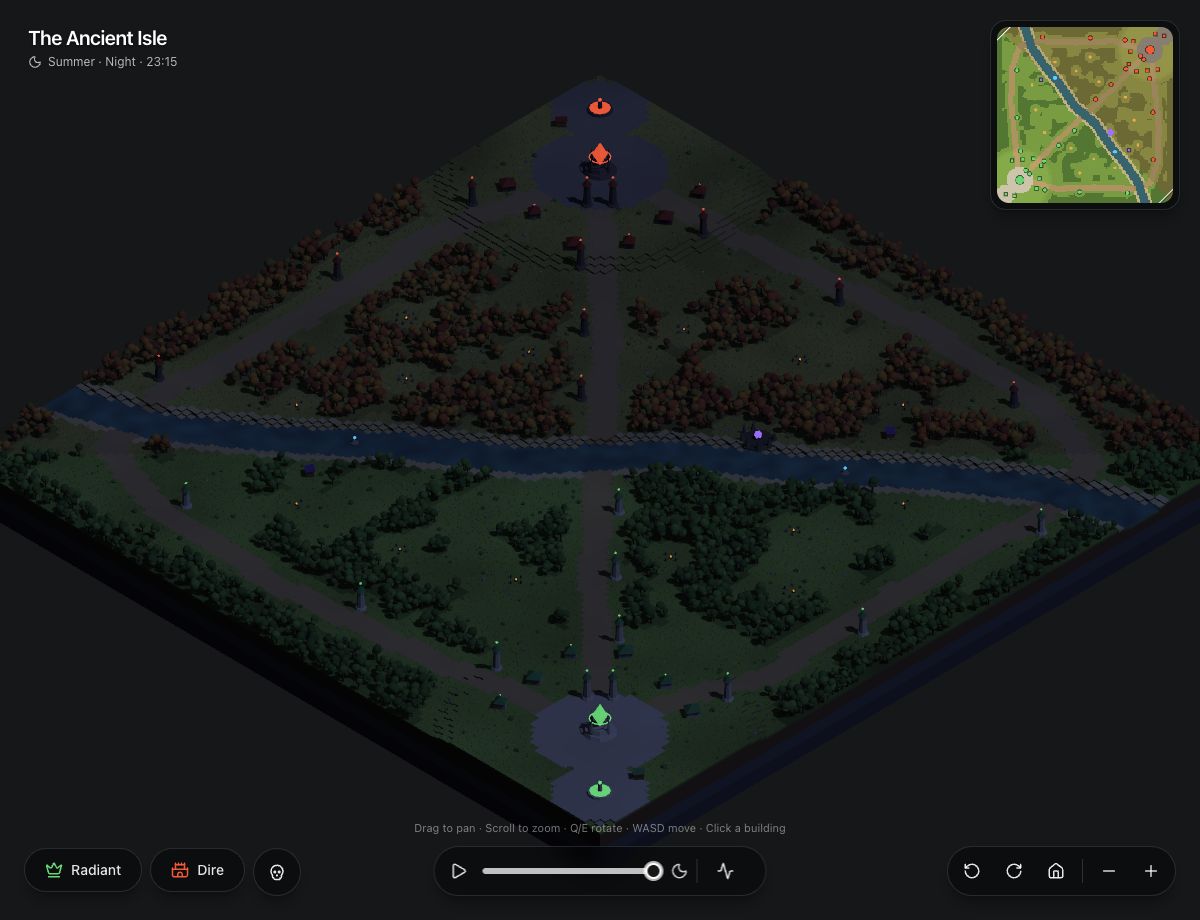 The Ancient Isle
Summer · Night · 23:15
Drag to pan · Scroll to zoom · Q/E rotate · WASD move · Click a building
Radiant
Dire